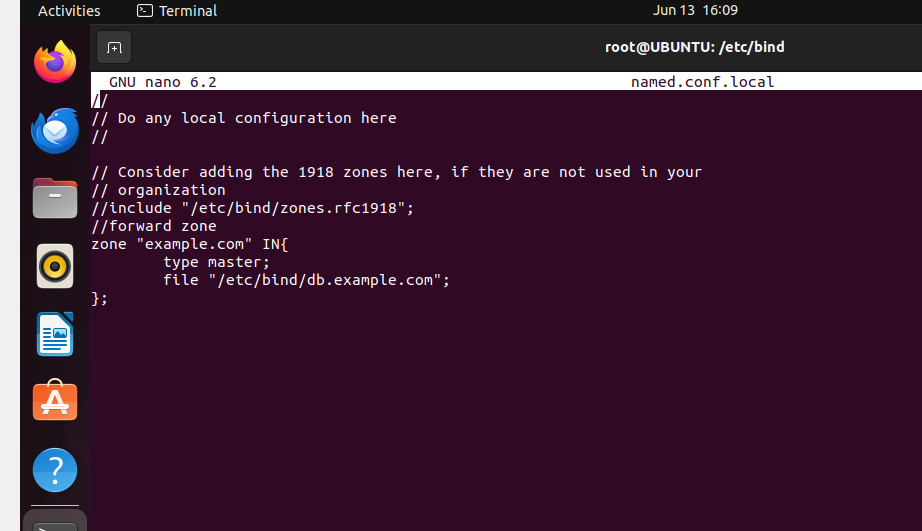 Activities Terminal Jun 13 16:09
root@UBUNTU: /etc/bind
GNU nano 6.2 named.conf.local
//
// Do any local configuration here
//
// Consider adding the 1918 zones here, if they are not used in your
// organization
//include "/etc/bind/zones.rfc1918";
//forward zone
zone "example.com" IN{
type master;
file "/etc/bind/db.example.com";
};